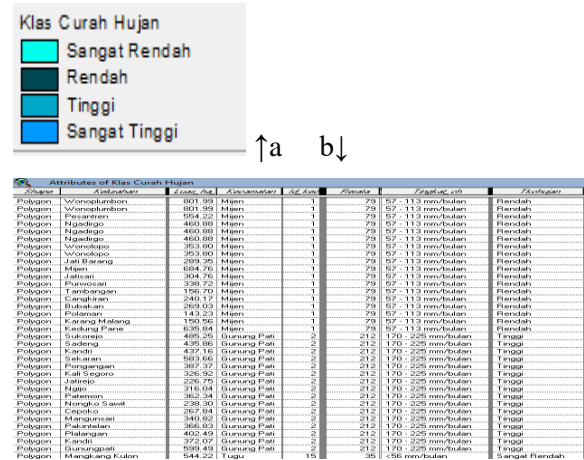 Klas Curah Hujan
Sangat Rendah
Rendah
Tinggi
Sangat Tinggi
↑a b↓
Attributes of Klas Curah Hujan
Shape Kelurahan Luas_ha Kecamatan Id_kec Rerata Tingkat_ch Tkcthujan
Polygon Wonoplumbon 801.99 Mijen 1 79 57 - 113 mm/bulan Rendah
Polygon Wonoplumbon 801.99 Mijen 1 79 57 - 113 mm/bulan Rendah
Polygon Pesantren 554.22 Mijen 1 79 57 - 113 mm/bulan Rendah
Polygon Ngadirgo 460.88 Mijen 1 79 57 - 113 mm/bulan Rendah
Polygon Ngadirgo 460.88 Mijen 1 79 57 - 113 mm/bulan Rendah
Polygon Ngadirgo 460.88 Mijen 1 79 57 - 113 mm/bulan Rendah
Polygon Wonolopo 353.80 Mijen 1 79 57 - 113 mm/bulan Rendah
Polygon Wonolopo 353.80 Mijen 1 79 57 - 113 mm/bulan Rendah
Polygon Jati Barang 289.35 Mijen 1 79 57 - 113 mm/bulan Rendah
Polygon Mijen 684.76 Mijen 1 79 57 - 113 mm/bulan Rendah
Polygon Jatisari 304.76 Mijen 1 79 57 - 113 mm/bulan Rendah
Polygon Purwosari 338.72 Mijen 1 79 57 - 113 mm/bulan Rendah
Polygon Tambangan 156.70 Mijen 1 79 57 - 113 mm/bulan Rendah
Polygon Cangkiran 240.17 Mijen 1 79 57 - 113 mm/bulan Rendah
Polygon Bubakan 269.03 Mijen 1 79 57 - 113 mm/bulan Rendah
Polygon Polaman 143.23 Mijen 1 79 57 - 113 mm/bulan Rendah
Polygon Karang Malang 150.56 Mijen 1 79 57 - 113 mm/bulan Rendah
Polygon Kedung Pane 635.84 Mijen 1 79 57 - 113 mm/bulan Rendah
Polygon Sukorejo 485.25 Gunung Pati 2 212 170 - 225 mm/bulan Tinggi
Polygon Sadeng 435.86 Gunung Pati 2 212 170 - 225 mm/bulan Tinggi
Polygon Kandri 437.16 Gunung Pati 2 212 170 - 225 mm/bulan Tinggi
Polygon Sekaran 583.66 Gunung Pati 2 212 170 - 225 mm/bulan Tinggi
Polygon Pongangan 387.37 Gunung Pati 2 212 170 - 225 mm/bulan Tinggi
Polygon Kali Segoro 326.92 Gunung Pati 2 212 170 - 225 mm/bulan Tinggi
Polygon Jatirejo 226.75 Gunung Pati 2 212 170 - 225 mm/bulan Tinggi
Polygon Ngijo 316.04 Gunung Pati 2 212 170 - 225 mm/bulan Tinggi
Polygon Patemon 362.34 Gunung Pati 2 212 170 - 225 mm/bulan Tinggi
Polygon Nongko Sawit 238.30 Gunung Pati 2 212 170 - 225 mm/bulan Tinggi
Polygon Cepoko 267.84 Gunung Pati 2 212 170 - 225 mm/bulan Tinggi
Polygon Mangunsari 340.82 Gunung Pati 2 212 170 - 225 mm/bulan Tinggi
Polygon Pakintelan 366.83 Gunung Pati 2 212 170 - 225 mm/bulan Tinggi
Polygon Plalangan 402.49 Gunung Pati 2 212 170 - 225 mm/bulan Tinggi
Polygon Kandri 372.07 Gunung Pati 2 212 170 - 225 mm/bulan Tinggi
Polygon Gunungpati 599.49 Gunung Pati 2 212 170 - 225 mm/bulan Tinggi
Polygon Mangkang Kulon 544.22 Tugu 15 35 <56 mm/bulan Sangat Rendah